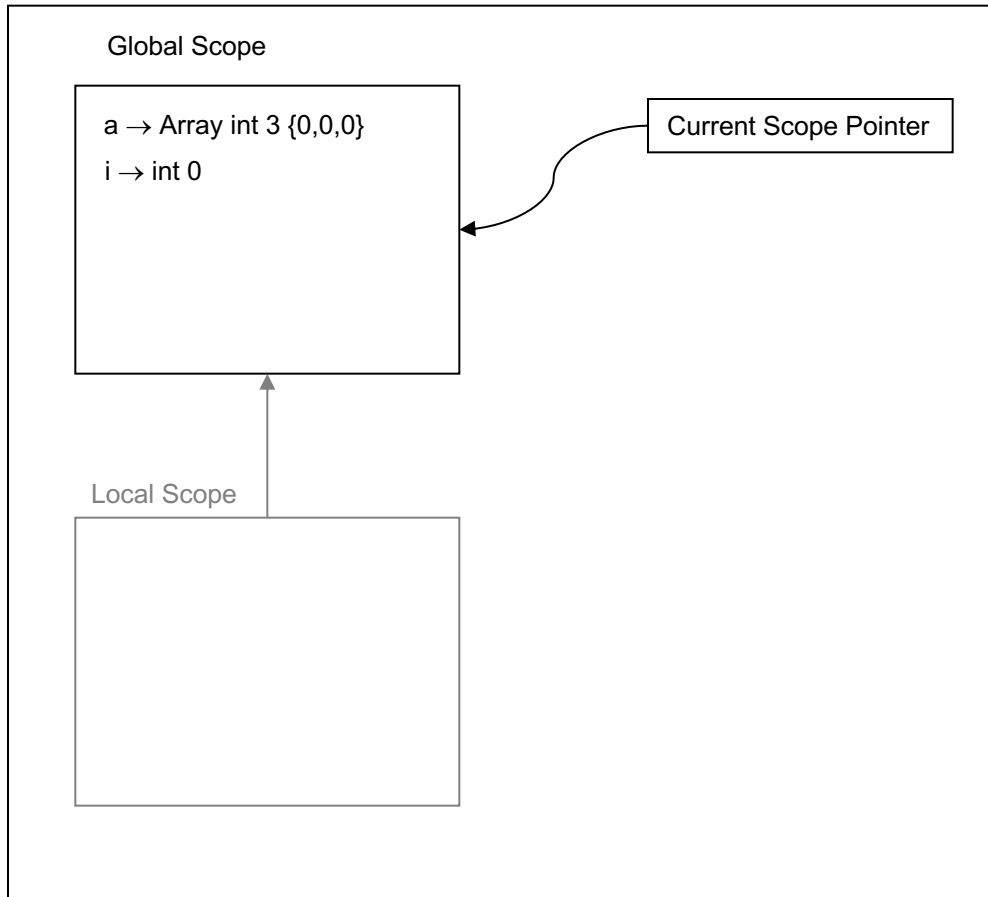 Global Scope
a → Array int 3 {0,0,0}
i → int 0
Current Scope Pointer
Local Scope